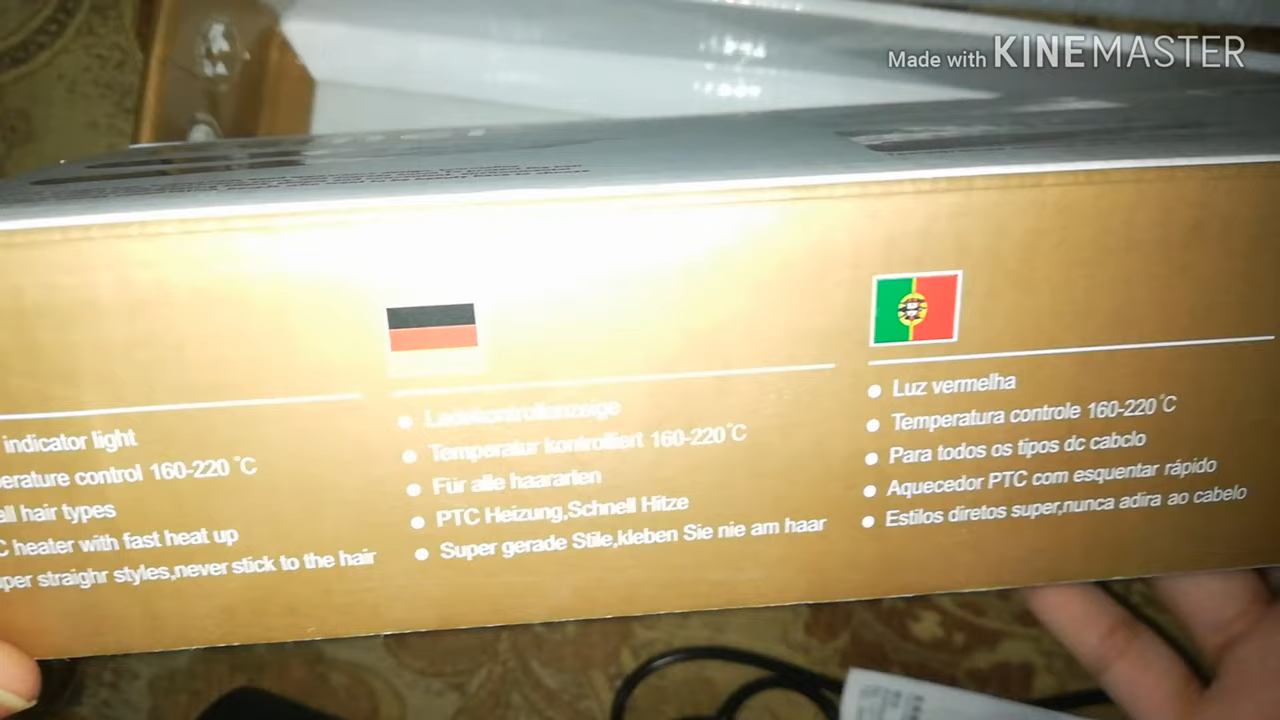 Made with KINEMASTER
indicator light
erature control 160-220 °C
all hair types
C heater with fast heat up
per straighr styles,never stick to the hair
Ladekontrollanzeige
Temperatur kontrolliert 160-220°C
Für alle haararten
PTC Heizung,Schnell Hitze
Super gerade Stile,kleben Sie nie am haar
Luz vermelha
Temperatura controle 160-220°C
Para todos os tipos dc cabclo
Aquecedor PTC com esquentar rápido
Estilos diretos super,nunca adira ao cabelo